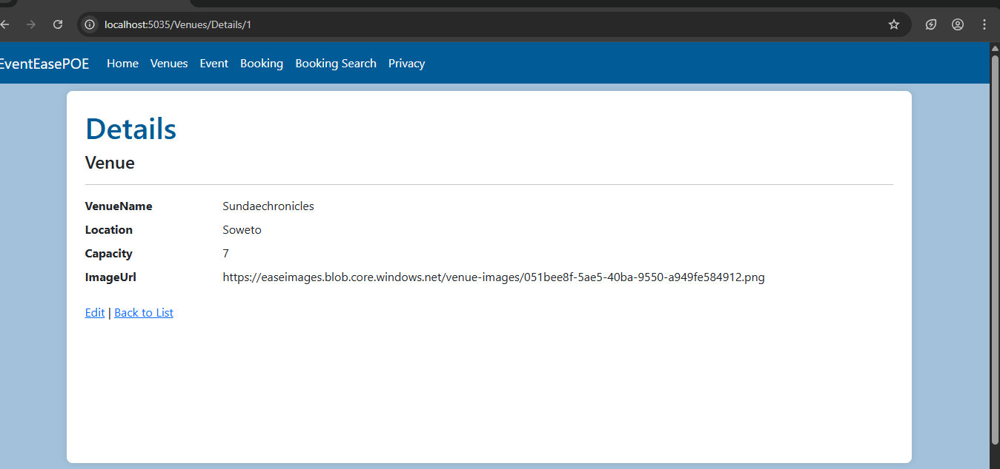 localhost:5035/Venues/Details/1
EventEasePOE Home Venues Event Booking Booking Search Privacy
Details
Venue
VenueName Sundaechronicles
Location Soweto
Capacity 7
ImageUrl https://easeimages.blob.core.windows.net/venue-images/051bee8f-5ae5-40ba-9550-a949fe584912.png
Edit | Back to List